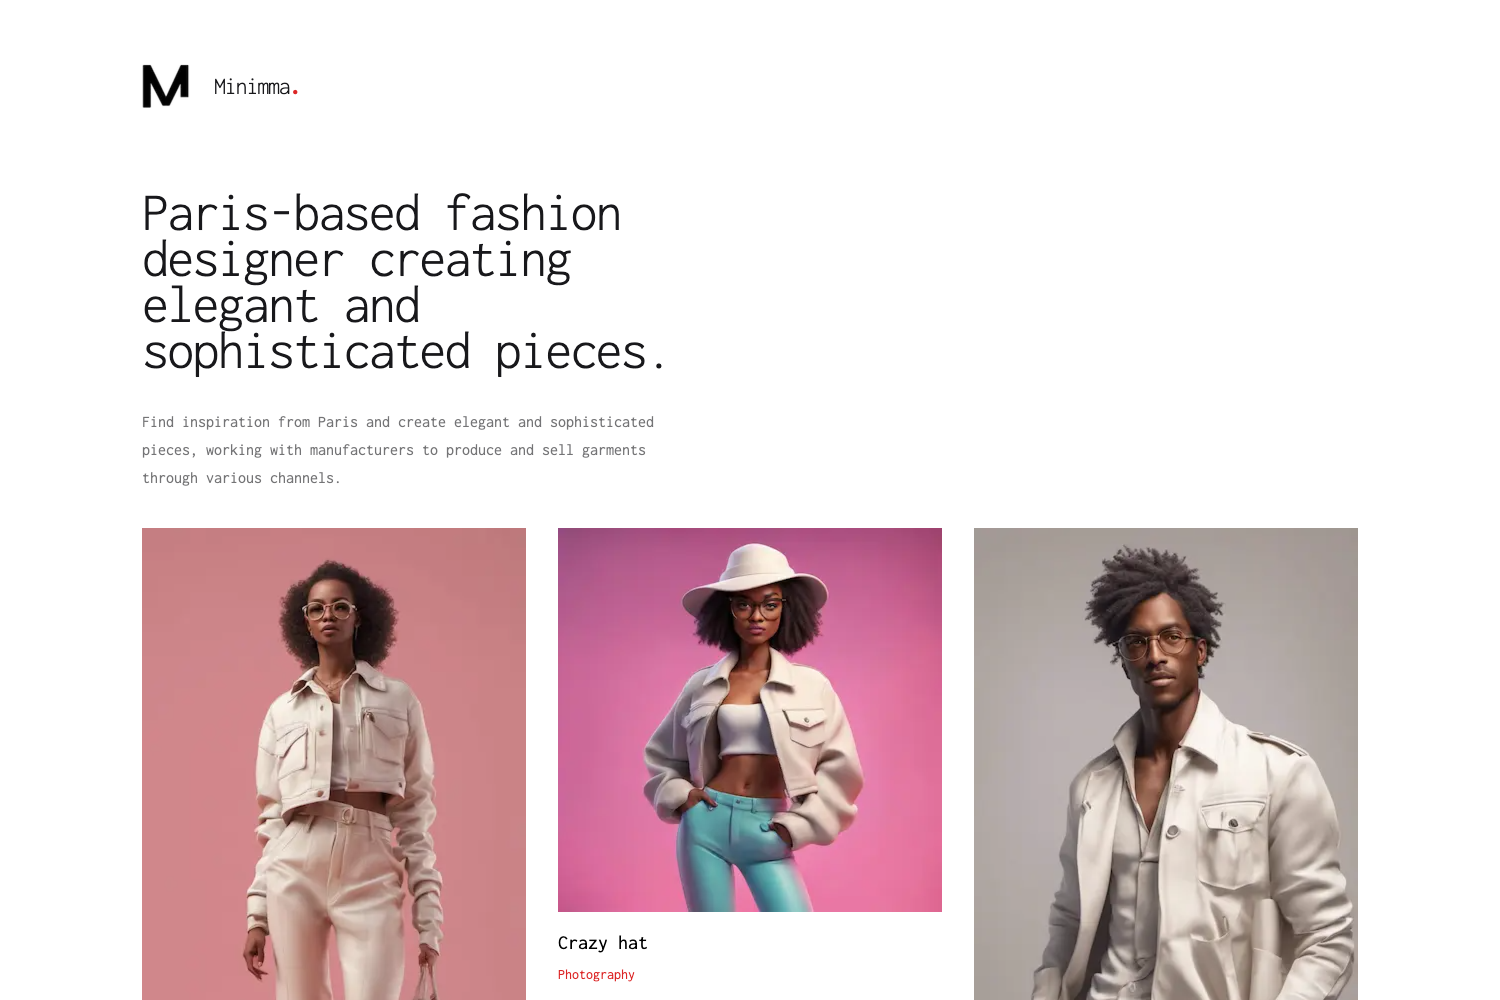 M
Minimma.
Paris-based fashion
designer creating
elegant and
sophisticated pieces.
Find inspiration from Paris and create elegant and sophisticated
pieces, working with manufacturers to produce and sell garments
through various channels.
Crazy hat
Photography